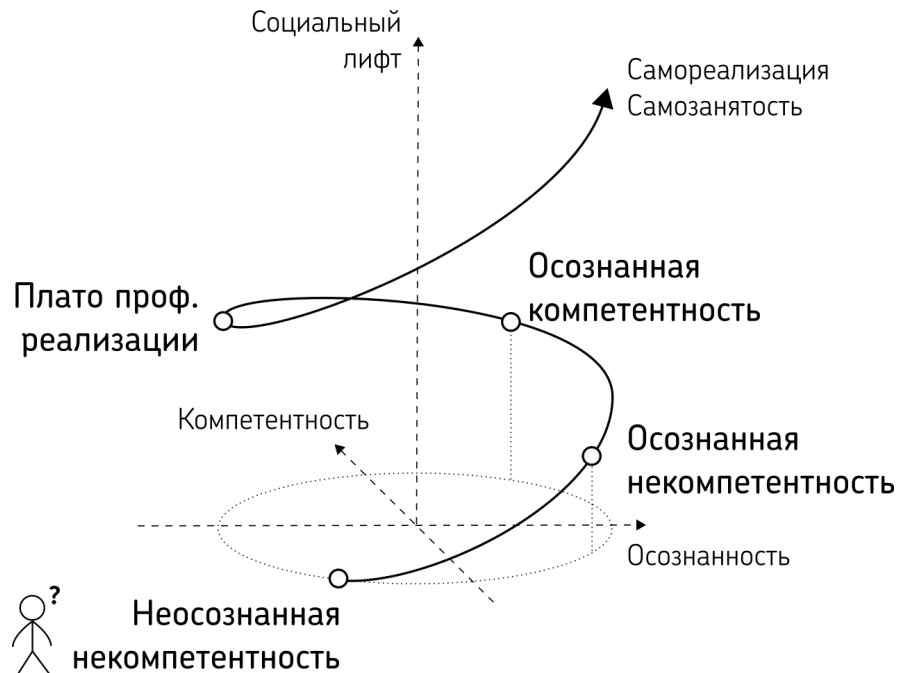 Социальный
лифт
Самореализация
Самозанятость
Осознанная
компетентность
Плато проф.
реализации
Компетентность
Осознанная
некомпетентность
Осознанность
?
Неосознанная
некомпетентность